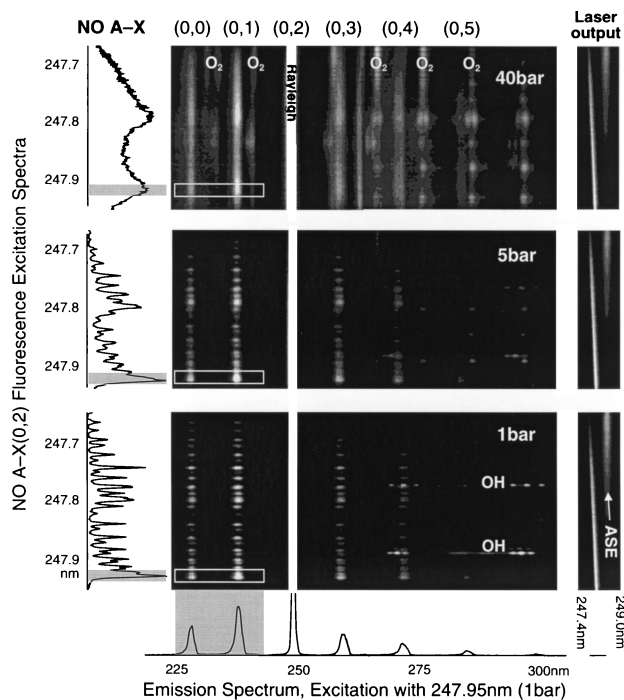 NO A–X (0,0) (0,1) (0,2) (0,3) (0,4) (0,5) Laser output
O₂ O₂ O₂ O₂ O₂
Rayleigh
40bar
247.7
247.8
247.9
5bar
247.7
247.8
247.9
1bar
247.7
247.8
247.9
nm
OH
OH
ASE
NO A–X(0,2) Fluorescence Excitation Spectra
247.4nm
249.0nm
225 250 275 300nm
Emission Spectrum, Excitation with 247.95nm (1bar)